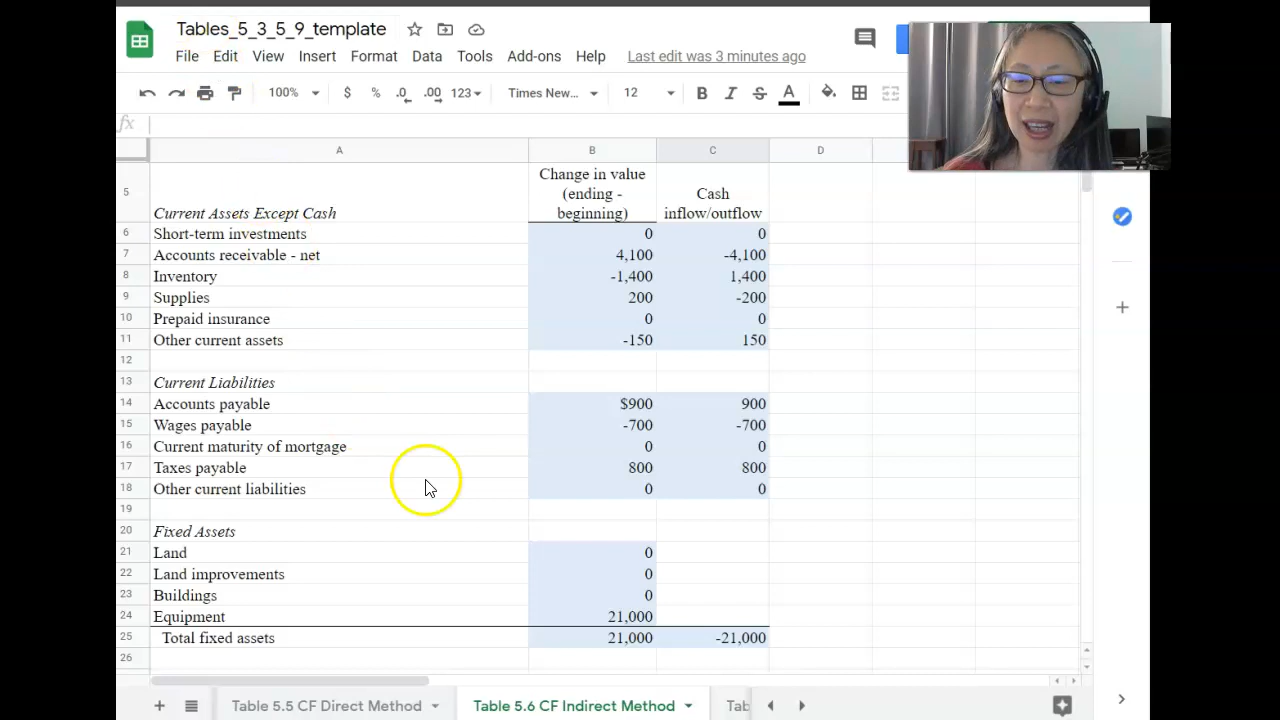 Tables_5_3_5_9_template
File Edit View Insert Format Data Tools Add-ons Help Last edit was 3 minutes ago
100% $ % .0 .00 123 Times New... 12 B I S A
fx
A B C D
5 Current Assets Except Cash Change in value (ending - beginning) Cash inflow/outflow
6 Short-term investments 0 0
7 Accounts receivable - net 4,100 -4,100
8 Inventory -1,400 1,400
9 Supplies 200 -200
10 Prepaid insurance 0 0
11 Other current assets -150 150
12
13 Current Liabilities
14 Accounts payable $900 900
15 Wages payable -700 -700
16 Current maturity of mortgage 0 0
17 Taxes payable 800 800
18 Other current liabilities 0 0
19
20 Fixed Assets
21 Land 0
22 Land improvements 0
23 Buildings 0
24 Equipment 21,000
25 Total fixed assets 21,000 -21,000
26
Table 5.5 CF Direct Method Table 5.6 CF Indirect Method Tab